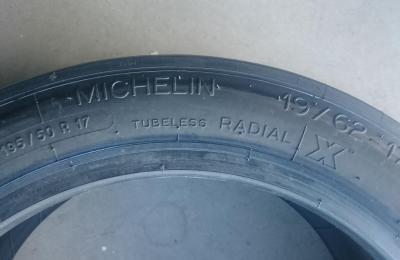 MICHELIN 19/62-17
195/50 R 17 TUBELESS RADIAL X